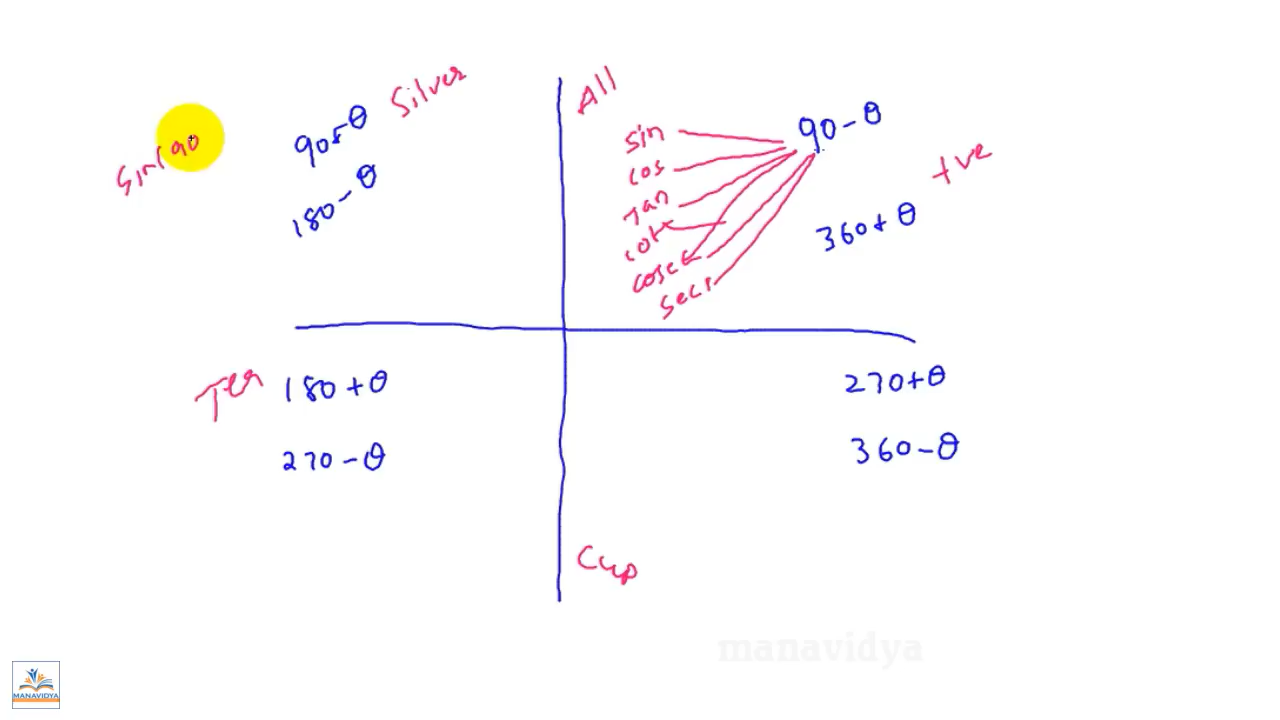 Silver
All
90+θ
90-θ
sin
Sin(90
cos
+ve
180-θ
Tan
360+θ
cot
cosec
Sec
Tea
180+θ
270+θ
270-θ
360-θ
Cup
manavidya
MANAVIDYA